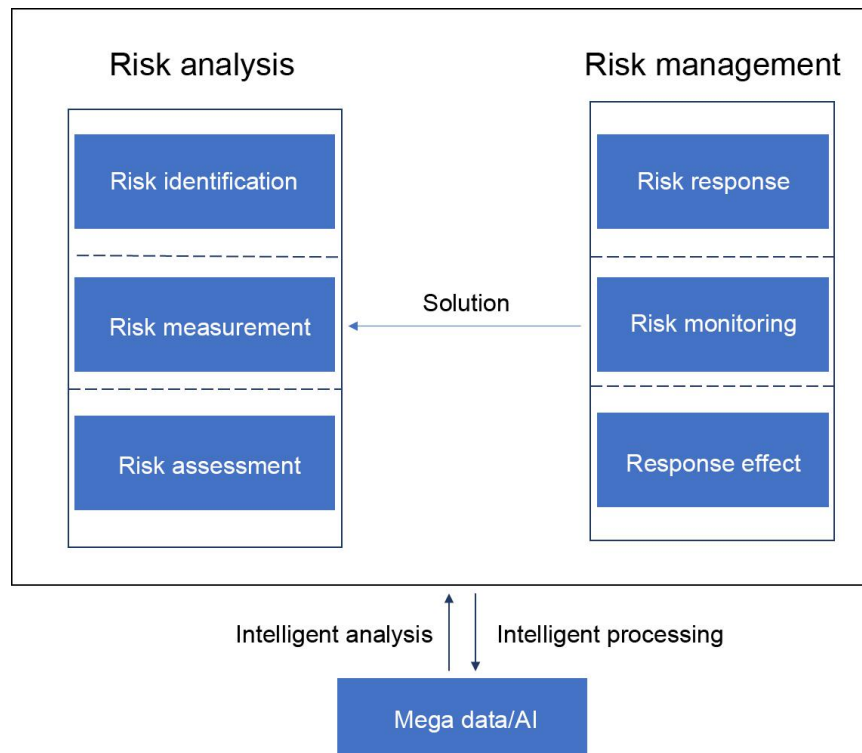 Risk analysis
Risk management
Risk identification
Risk response
Solution
Risk measurement
Risk monitoring
Risk assessment
Response effect
Intelligent analysis
Intelligent processing
Mega data/AI